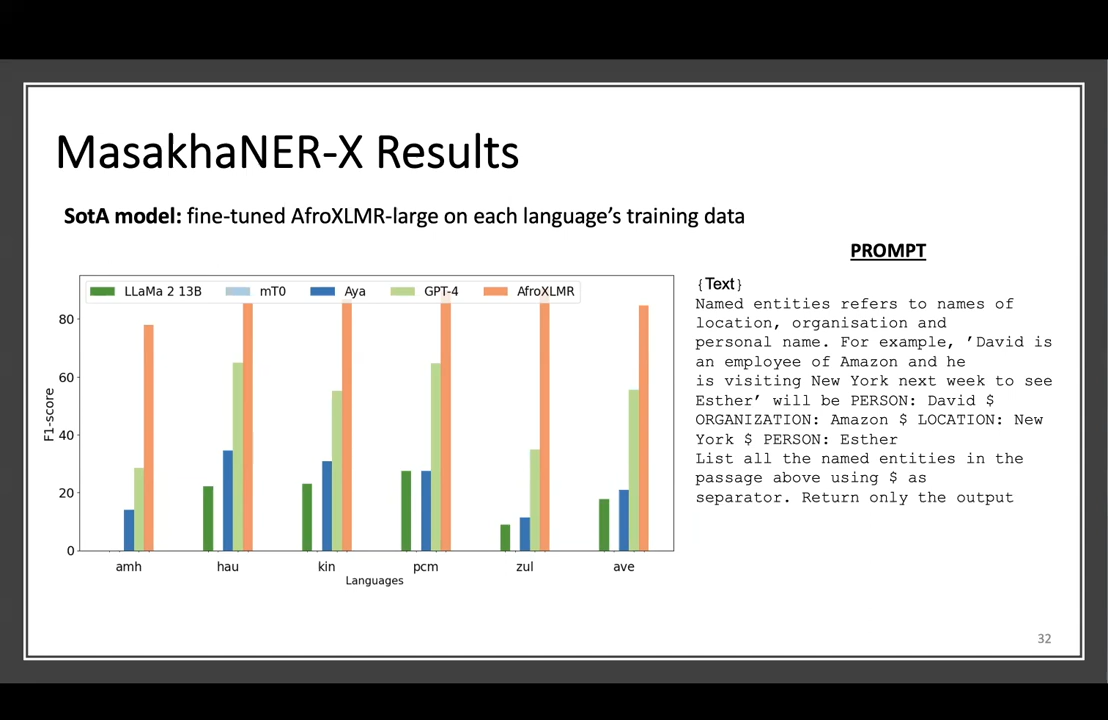 MasakhaNER-X Results
SotA model: fine-tuned AfroXLMR-large on each language’s training data
PROMPT
{Text}
Named entities refers to names of
location, organisation and
personal name. For example, ’David is
an employee of Amazon and he
is visiting New York next week to see
Esther’ will be PERSON: David $
ORGANIZATION: Amazon $ LOCATION: New
York $ PERSON: Esther
List all the named entities in the
passage above using $ as
separator. Return only the output
LLaMa 2 13B mT0 Aya GPT-4 AfroXLMR
F1-score
80
60
40
20
0
amh hau kin pcm zul ave
Languages
32